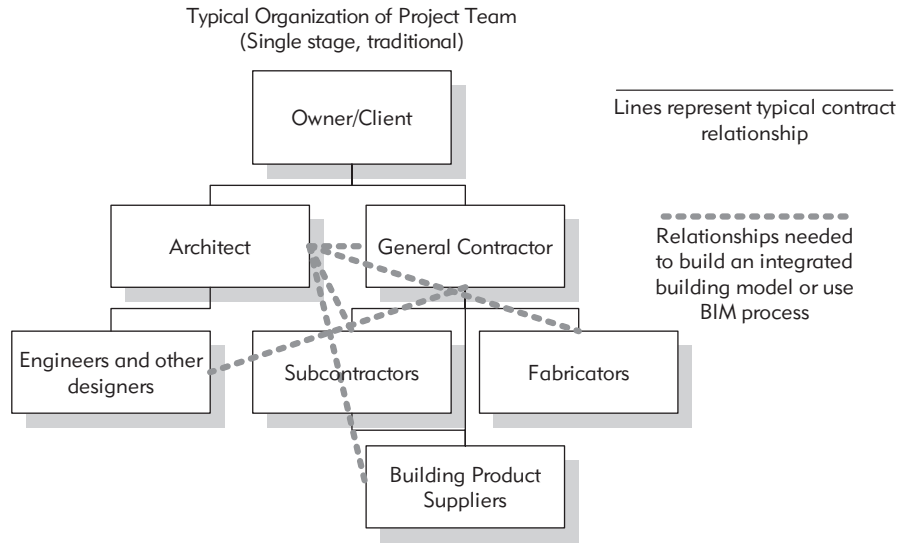 Typical Organization of Project Team
(Single stage, traditional)
Owner/Client
Lines represent typical contract
relationship
Architect
General Contractor
Relationships needed
to build an integrated
building model or use
BIM process
Engineers and other
designers
Subcontractors
Fabricators
Building Product
Suppliers